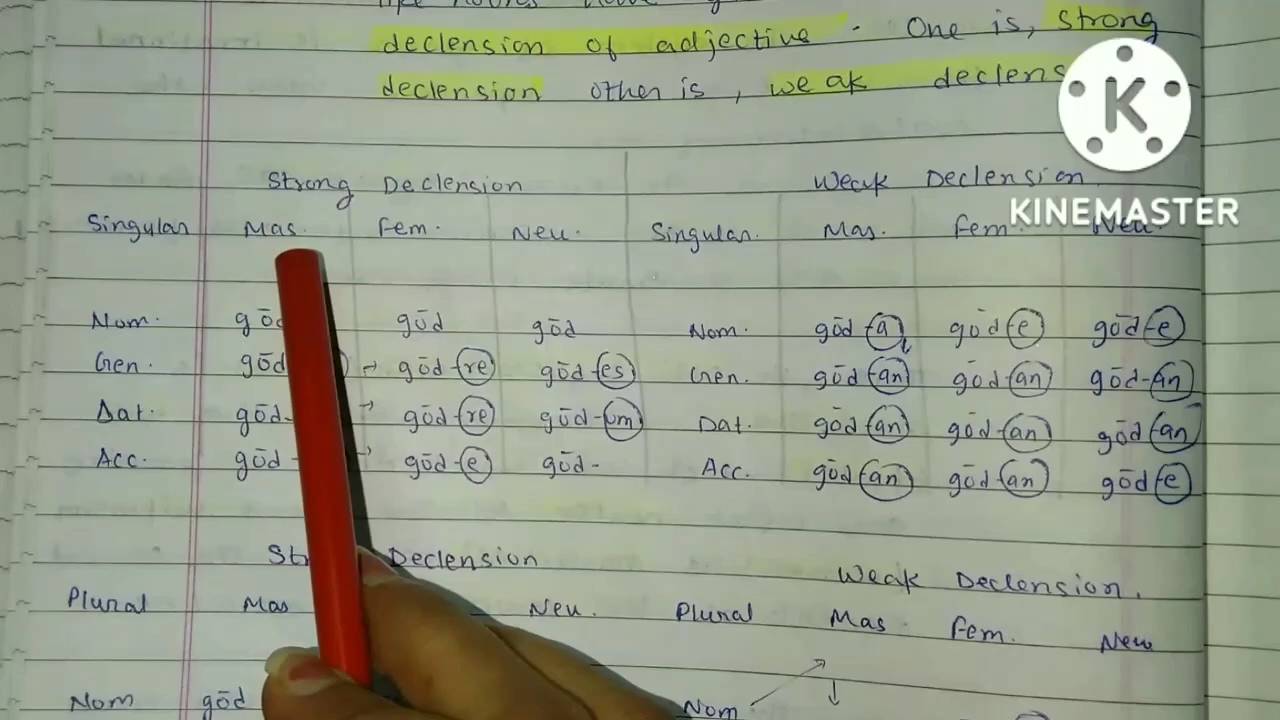 declension of adjective. One is, strong
declension other is, weak declens
KINEMASTER
Strong Declension Weak Declension
Singular Mas. Fem. Neu. Singular. Mas. Fem. Neu.
Nom. gōd gōd gōd Nom. gōd(a) gōd(e) gōd-(e)
Gen. gōd gōd-(re) gōd-(es) Gen. gōd(an) gōd-(an) gōd-(an)
Dat. gōd- gōd-(re) gōd-(um) Dat. gōd(an) gōd-(an) gōd(an)
Acc. gōd gōd-(e) gōd- Acc. gōd(an) gōd-(an) gōd(e)
St Declension Weak Declension.
Plural Mas Neu. Plural Mas. Fem. Neu
Nom gōd Nom